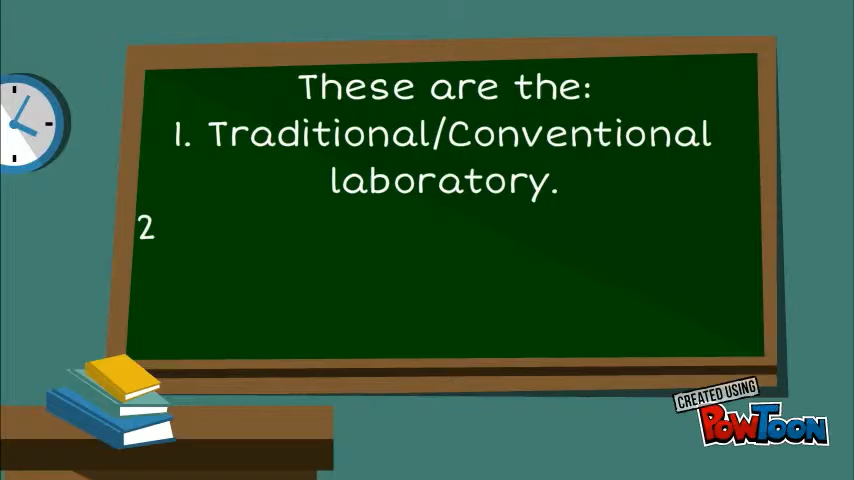 These are the:
1. Traditional/Conventional
laboratory.
2
CREATED USING
POWTOON